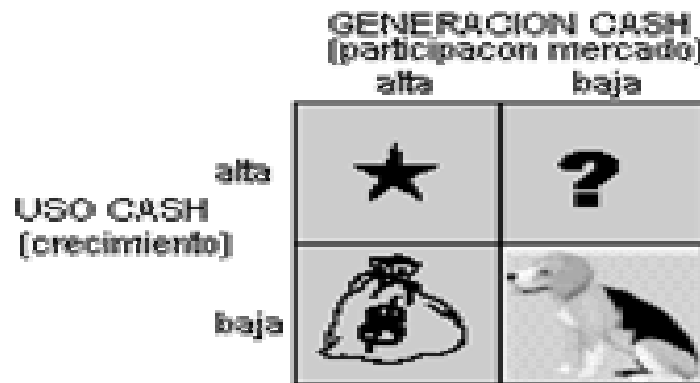 GENERACION CASH
[participacon mercado]
alta baja
alta
?
USO CASH
[crecimiento]
baja
$